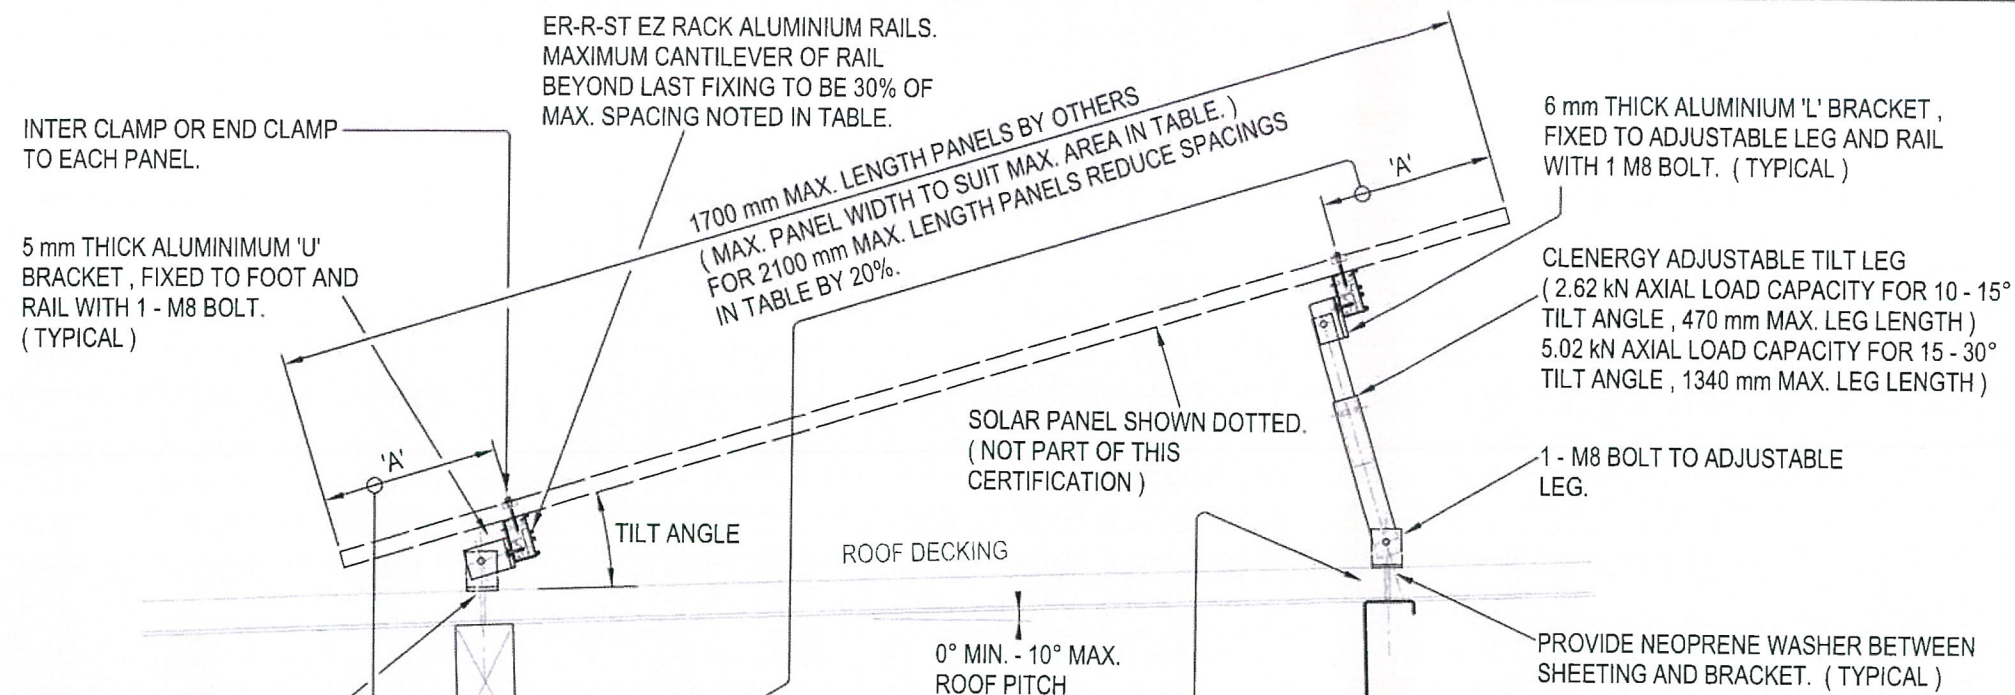 ER-R-ST EZ RACK ALUMINIUM RAILS.
MAXIMUM CANTILEVER OF RAIL
BEYOND LAST FIXING TO BE 30% OF
MAX. SPACING NOTED IN TABLE.
INTER CLAMP OR END CLAMP
TO EACH PANEL.
5 mm THICK ALUMINIMUM 'U'
BRACKET , FIXED TO FOOT AND
RAIL WITH 1 - M8 BOLT.
( TYPICAL )
1700 mm MAX. LENGTH PANELS BY OTHERS
( MAX. PANEL WIDTH TO SUIT MAX. AREA IN TABLE. )
FOR 2100 mm MAX. LENGTH PANELS REDUCE SPACINGS
IN TABLE BY 20%.
'A'
6 mm THICK ALUMINIUM 'L' BRACKET ,
FIXED TO ADJUSTABLE LEG AND RAIL
WITH 1 M8 BOLT. ( TYPICAL )
CLENERGY ADJUSTABLE TILT LEG
( 2.62 kN AXIAL LOAD CAPACITY FOR 10 - 15°
TILT ANGLE , 470 mm MAX. LEG LENGTH )
5.02 kN AXIAL LOAD CAPACITY FOR 15 - 30°
TILT ANGLE , 1340 mm MAX. LEG LENGTH )
SOLAR PANEL SHOWN DOTTED.
( NOT PART OF THIS
CERTIFICATION )
1 - M8 BOLT TO ADJUSTABLE
LEG.
'A'
TILT ANGLE
ROOF DECKING
0° MIN. - 10° MAX.
ROOF PITCH
PROVIDE NEOPRENE WASHER BETWEEN
SHEETING AND BRACKET. ( TYPICAL )